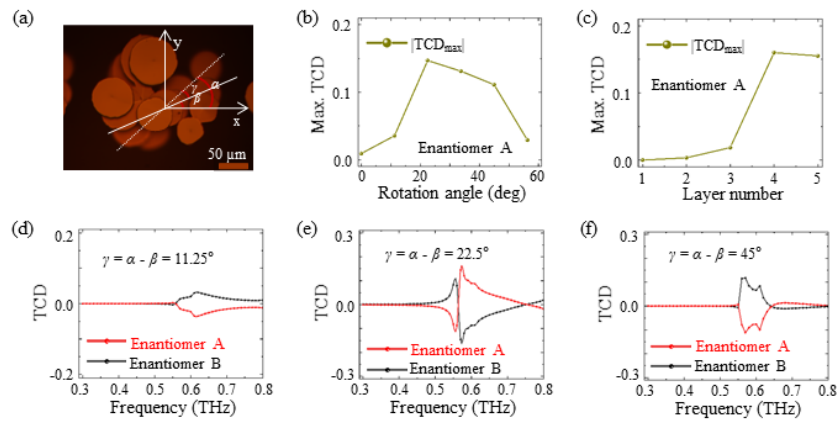 (a)
y
γ
α
β
x
50 μm
(b)
0.2
0.1
0.0
Max. TCD
|TCDmax|
Enantiomer A
0 20 40 60
Rotation angle (deg)
(c)
0.2
0.1
0.0
Max. TCD
|TCDmax|
Enantiomer A
1 2 3 4 5
Layer number
(d)
0.2
0.0
-0.2
TCD
γ = α - β = 11.25°
Enantiomer A
Enantiomer B
0.3 0.4 0.5 0.6 0.7 0.8
Frequency (THz)
(e)
0.3
0.0
-0.3
TCD
γ = α - β = 22.5°
Enantiomer A
Enantiomer B
0.3 0.4 0.5 0.6 0.7 0.8
Frequency (THz)
(f)
0.3
0.0
-0.3
TCD
γ = α - β = 45°
Enantiomer A
Enantiomer B
0.3 0.4 0.5 0.6 0.7 0.8
Frequency (THz)